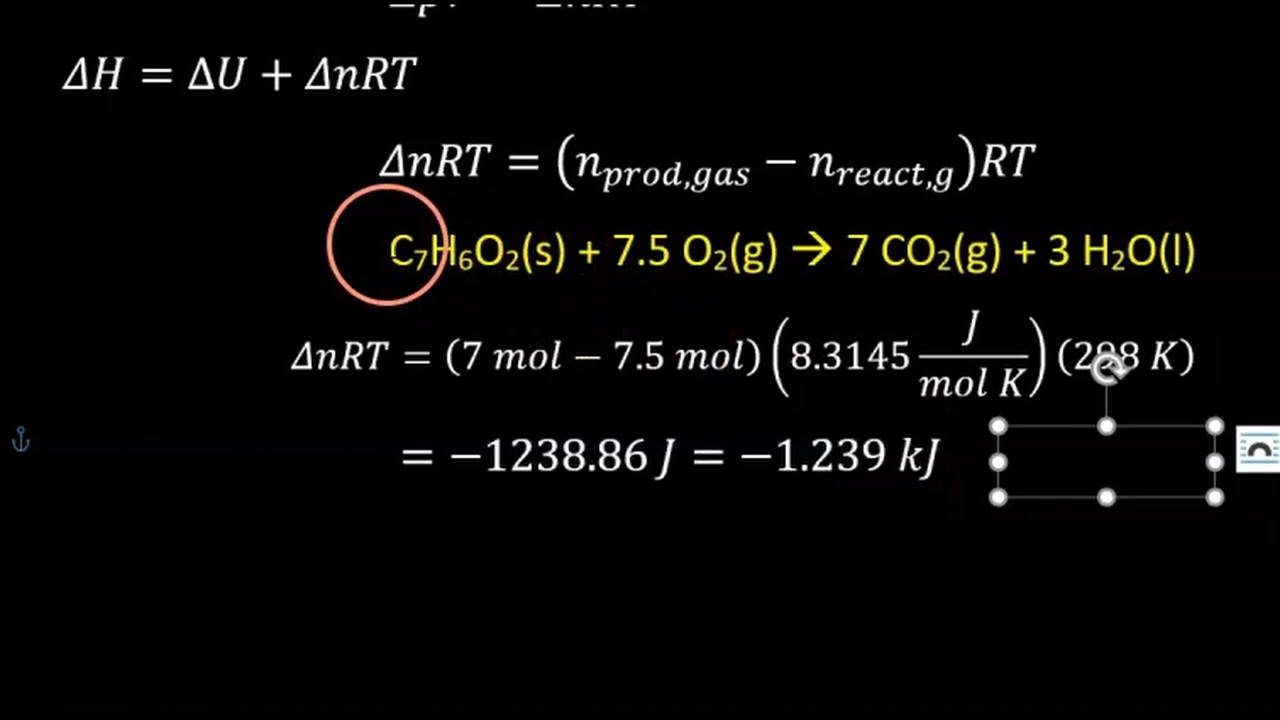 ΔH = ΔU + ΔnRT
ΔnRT = (n_prod,gas − n_react,g)RT
C₇H₆O₂(s) + 7.5 O₂(g) → 7 CO₂(g) + 3 H₂O(l)
ΔnRT = (7 mol − 7.5 mol)(8.3145 J/mol K)(298 K)
= −1238.86 J = −1.239 kJ